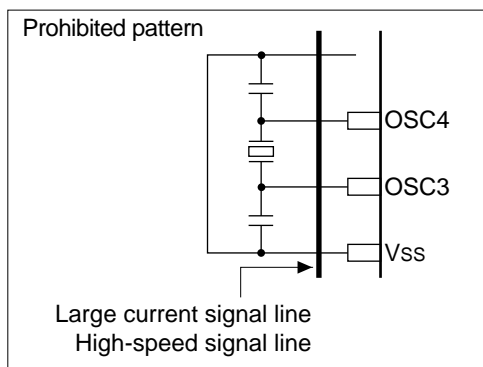 Prohibited pattern
OSC4
OSC3
VSS
Large current signal line
High-speed signal line